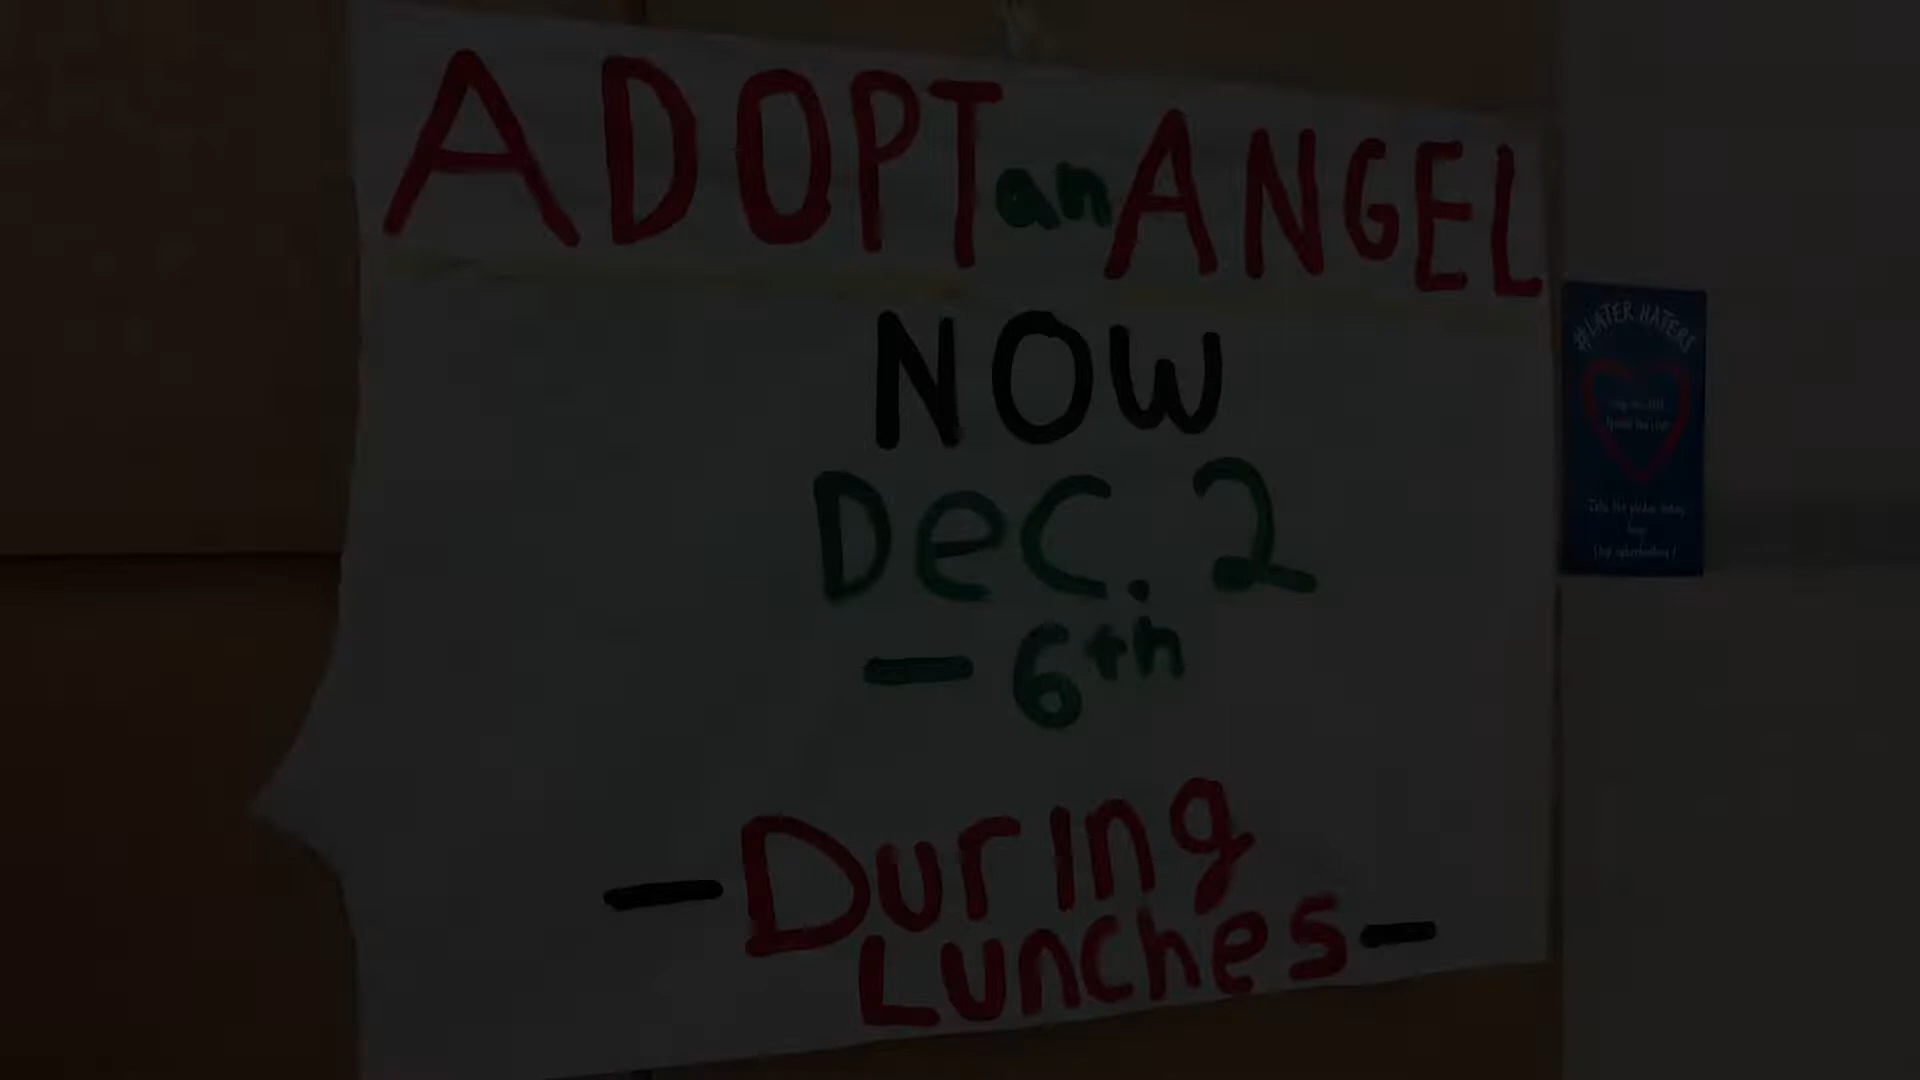 ADOPT an ANGEL
NOW
Dec. 2
- 6th
-During
Lunches-
#LATER HATERS